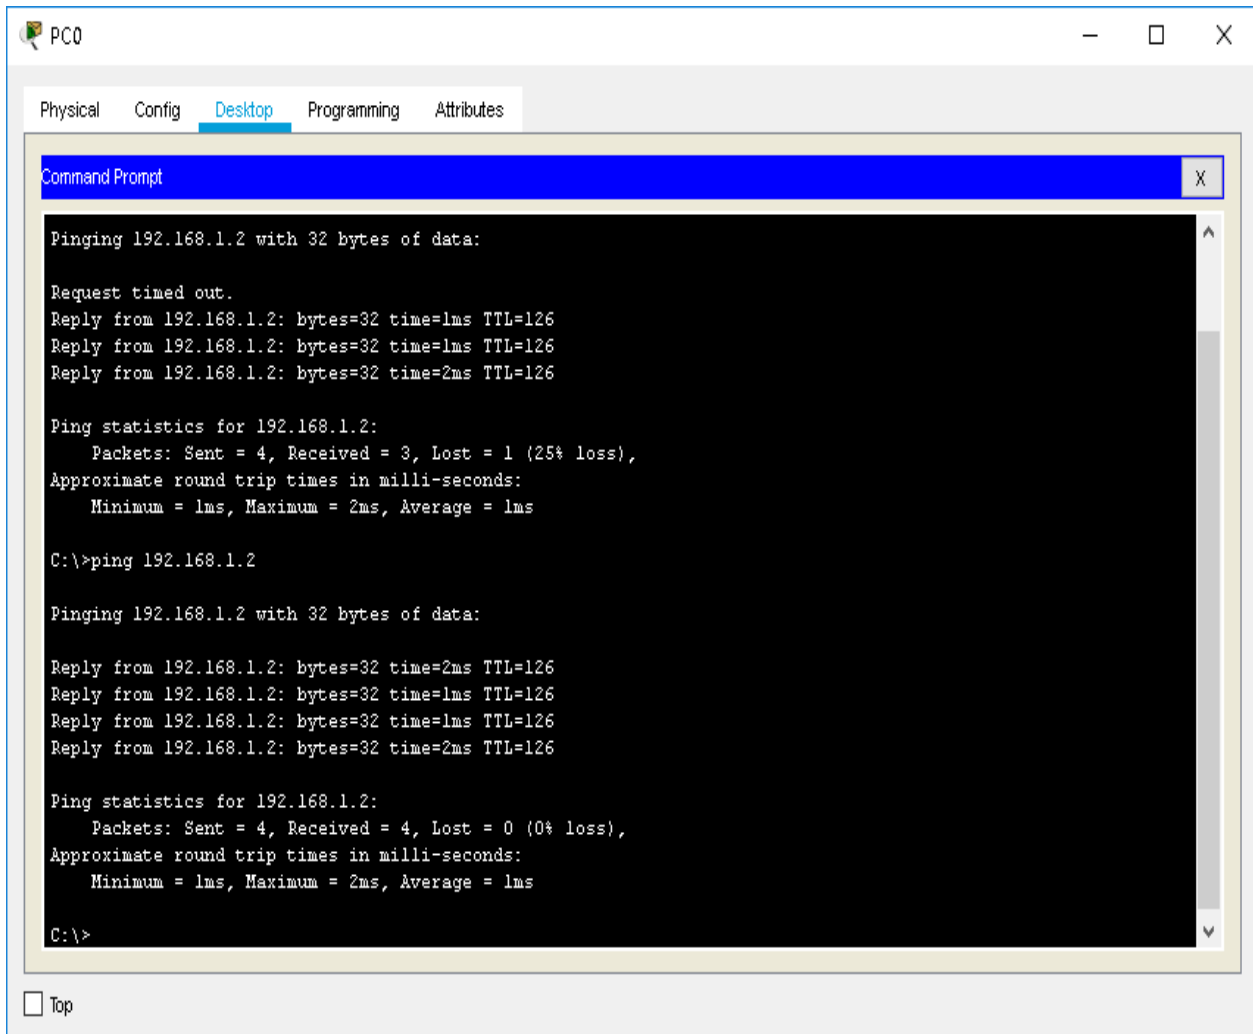 PC0
Physical Config Desktop Programming Attributes
Command Prompt
X
Pinging 192.168.1.2 with 32 bytes of data:
Request timed out.
Reply from 192.168.1.2: bytes=32 time=1ms TTL=126
Reply from 192.168.1.2: bytes=32 time=1ms TTL=126
Reply from 192.168.1.2: bytes=32 time=2ms TTL=126
Ping statistics for 192.168.1.2:
Packets: Sent = 4, Received = 3, Lost = 1 (25% loss),
Approximate round trip times in milli-seconds:
Minimum = 1ms, Maximum = 2ms, Average = 1ms
C:\>ping 192.168.1.2
Pinging 192.168.1.2 with 32 bytes of data:
Reply from 192.168.1.2: bytes=32 time=2ms TTL=126
Reply from 192.168.1.2: bytes=32 time=1ms TTL=126
Reply from 192.168.1.2: bytes=32 time=1ms TTL=126
Reply from 192.168.1.2: bytes=32 time=2ms TTL=126
Ping statistics for 192.168.1.2:
Packets: Sent = 4, Received = 4, Lost = 0 (0% loss),
Approximate round trip times in milli-seconds:
Minimum = 1ms, Maximum = 2ms, Average = 1ms
C:\>
Top